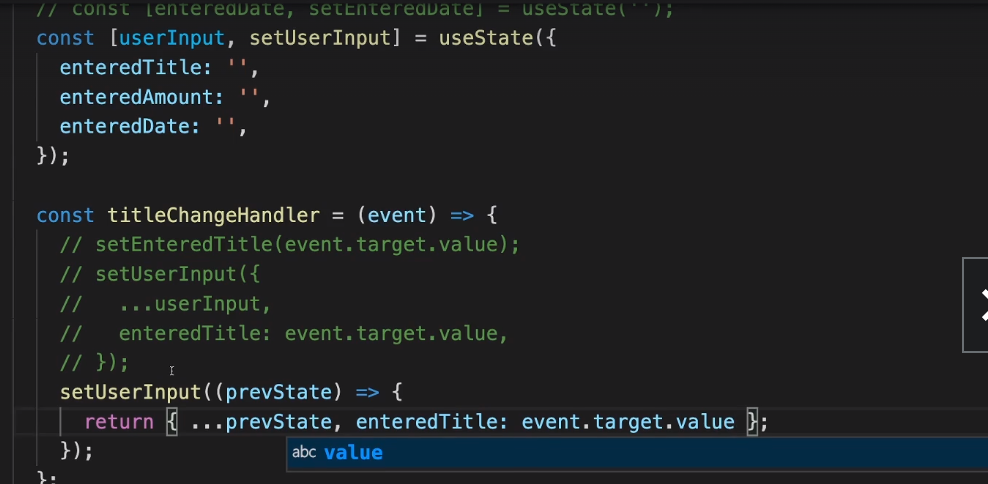 // const [enteredDate, setEnteredDate] = useState('');
const [userInput, setUserInput] = useState({
  enteredTitle: '',
  enteredAmount: '',
  enteredDate: '',
});
const titleChangeHandler = (event) => {
  // setEnteredTitle(event.target.value);
  // setUserInput({
  //   ...userInput,
  //   enteredTitle: event.target.value,
  // });
  setUserInput((prevState) => {
    return { ...prevState, enteredTitle: event.target.value };
  });
abc value
};